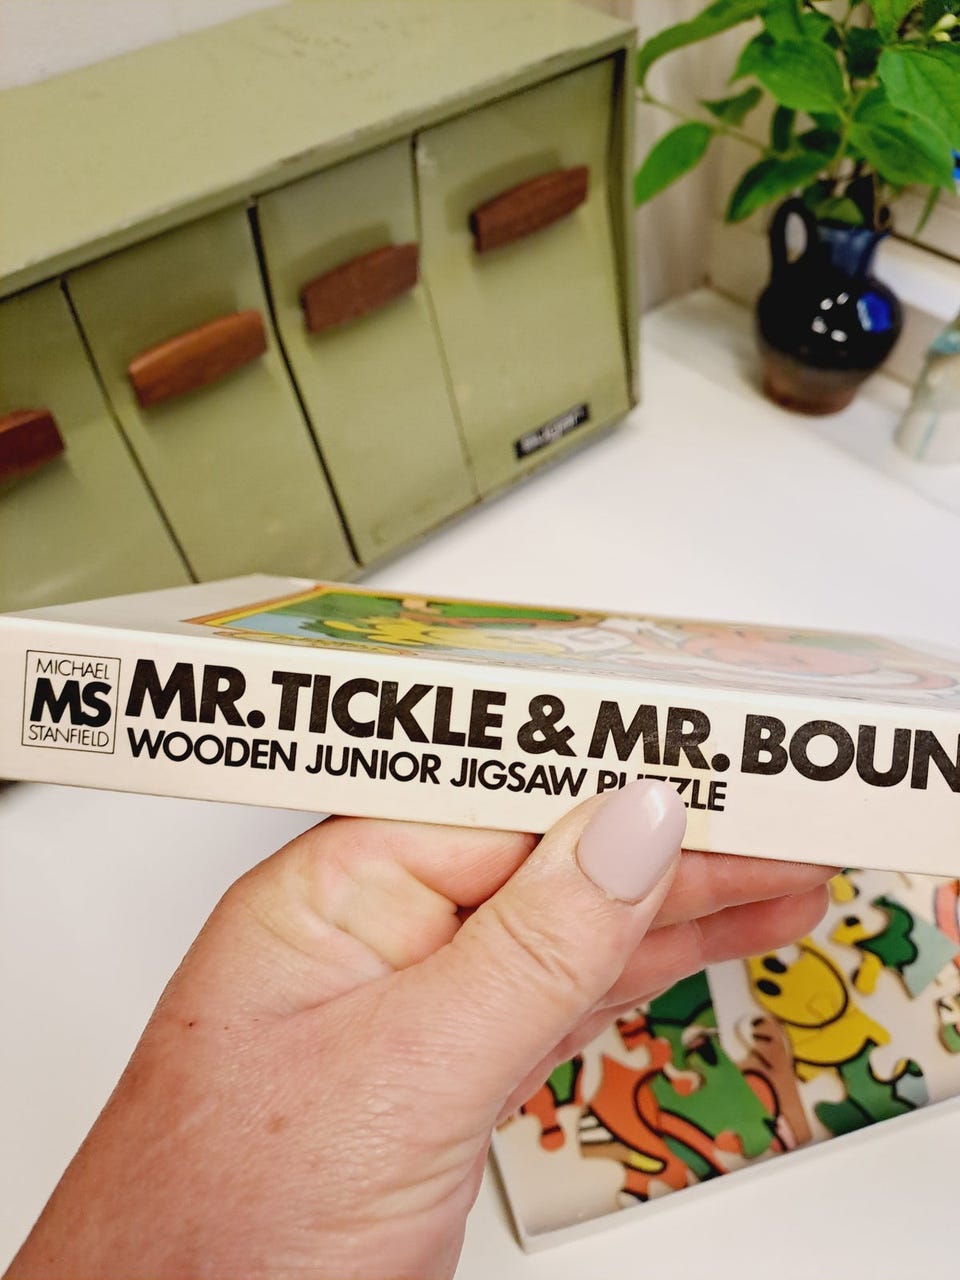 MICHAEL
MS
STANFIELD
MR. TICKLE & MR. BOUN
WOODEN JUNIOR JIGSAW PUZZLE